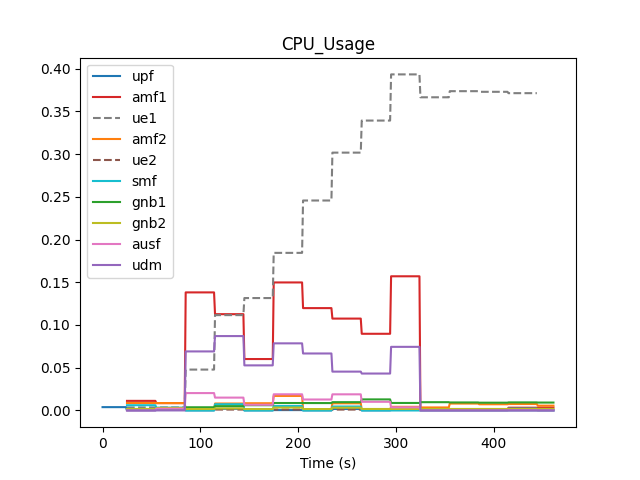 CPU_Usage
0.40
0.35
0.30
0.25
0.20
0.15
0.10
0.05
0.00
upf
amf1
ue1
amf2
ue2
smf
gnb1
gnb2
ausf
udm
0 100 200 300 400
Time (s)